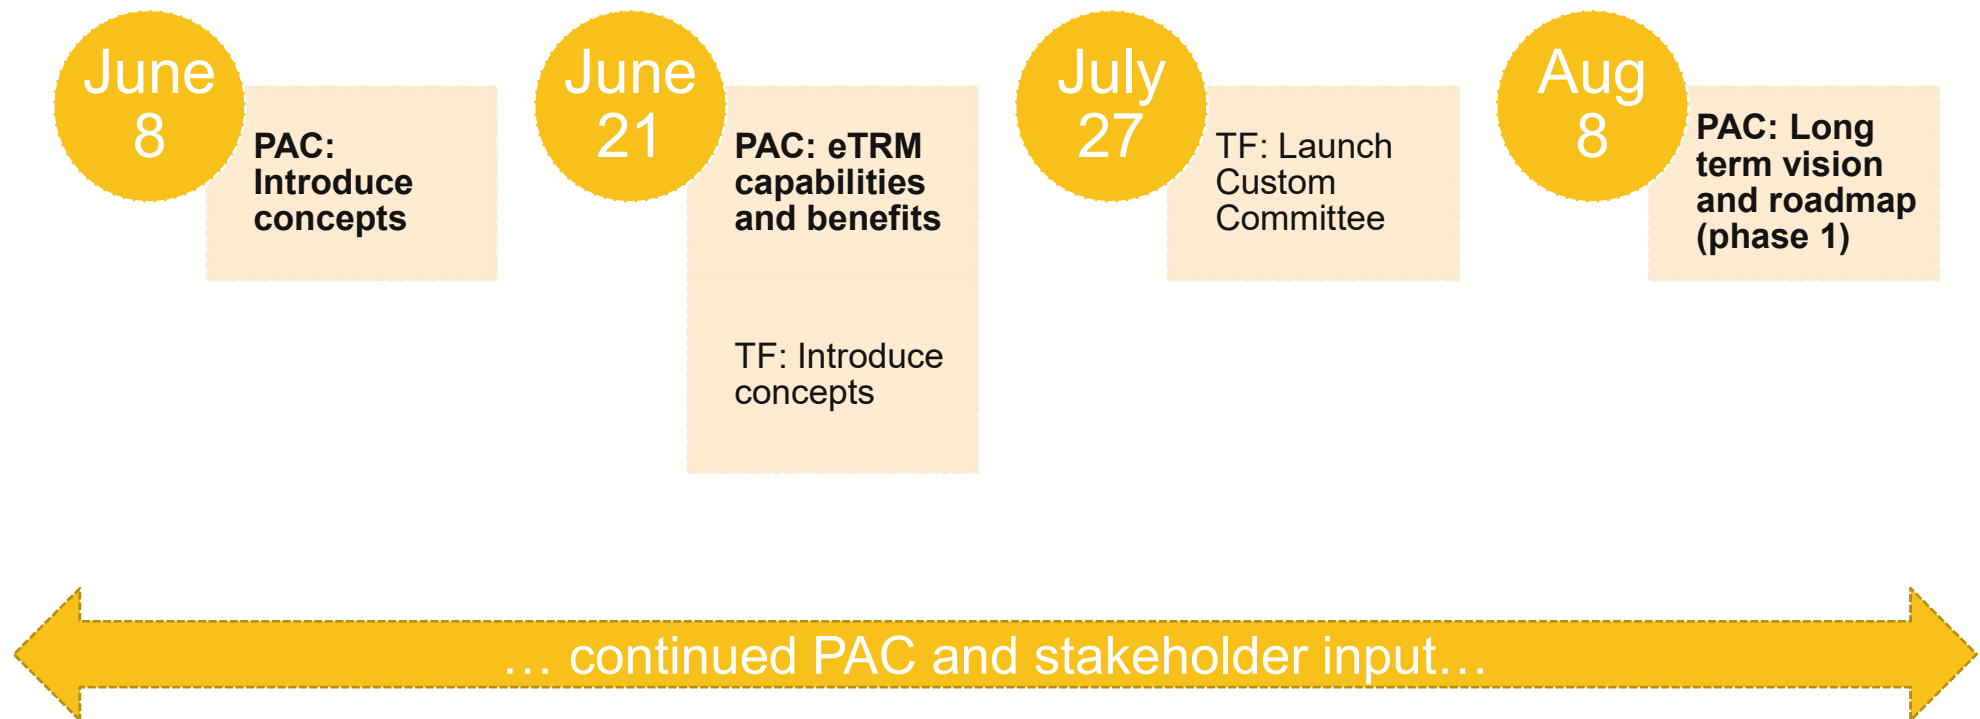 June
8
PAC:
Introduce
concepts
June
21
PAC: eTRM
capabilities
and benefits
TF: Introduce
concepts
July
27
TF: Launch
Custom
Committee
Aug
8
PAC: Long
term vision
and roadmap
(phase 1)
… continued PAC and stakeholder input…